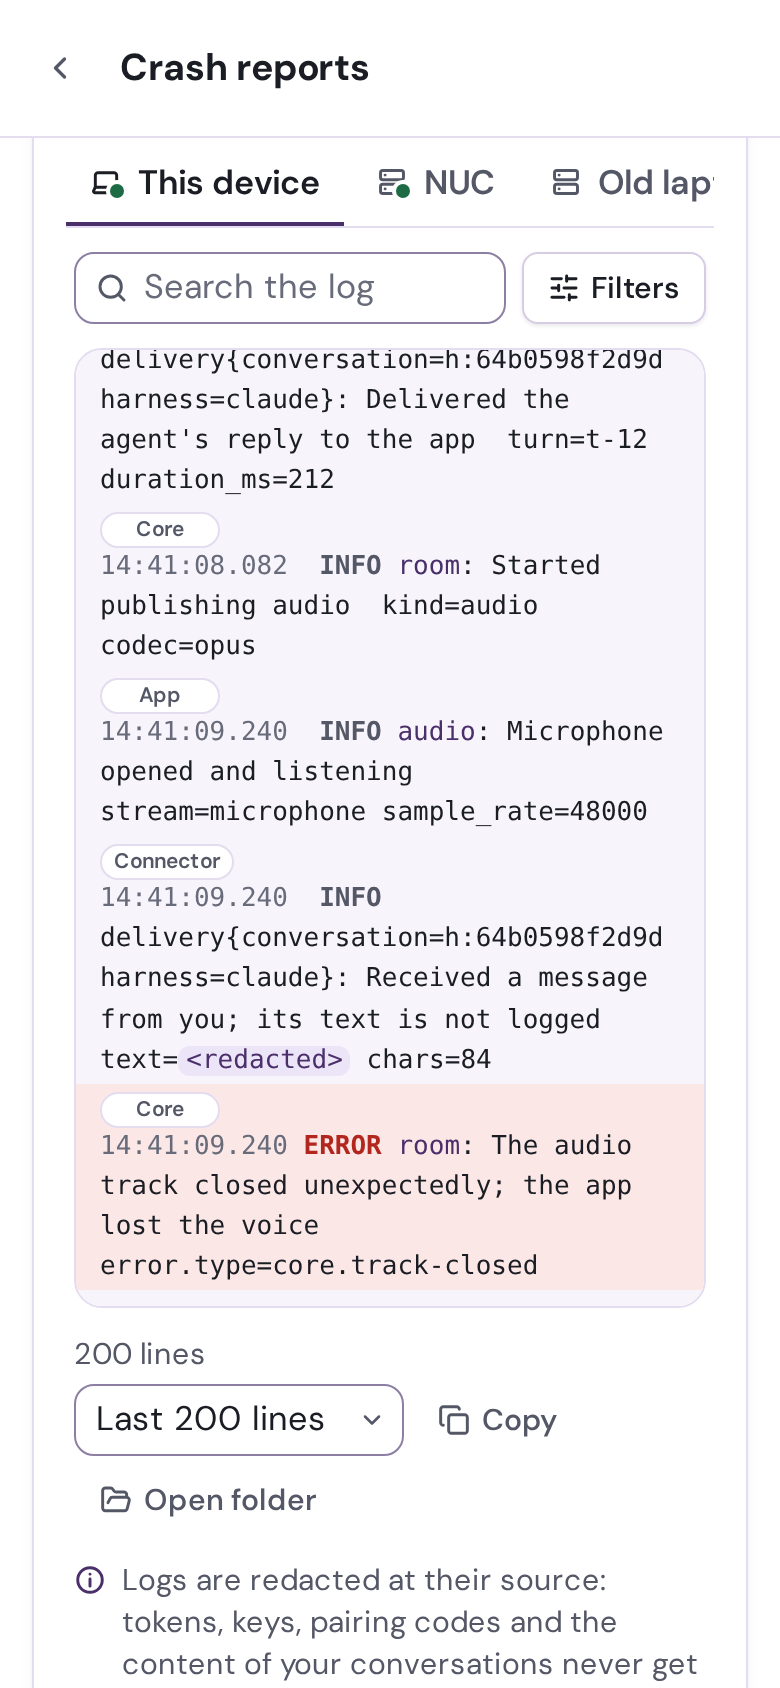 Crash reports
This device
NUC
Old lap
Search the log
Filters
delivery{conversation=h:64b0598f2d9d
harness=claude}: Delivered the
agent's reply to the app  turn=t-12
duration_ms=212
Core
14:41:08.082  INFO room: Started
publishing audio  kind=audio
codec=opus
App
14:41:09.240  INFO audio: Microphone
opened and listening
stream=microphone sample_rate=48000
Connector
14:41:09.240  INFO
delivery{conversation=h:64b0598f2d9d
harness=claude}: Received a message
from you; its text is not logged
text=<redacted> chars=84
Core
14:41:09.240 ERROR room: The audio
track closed unexpectedly; the app
lost the voice
error.type=core.track-closed
200 lines
Last 200 lines
Copy
Open folder
Logs are redacted at their source:
tokens, keys, pairing codes and the
content of your conversations never get